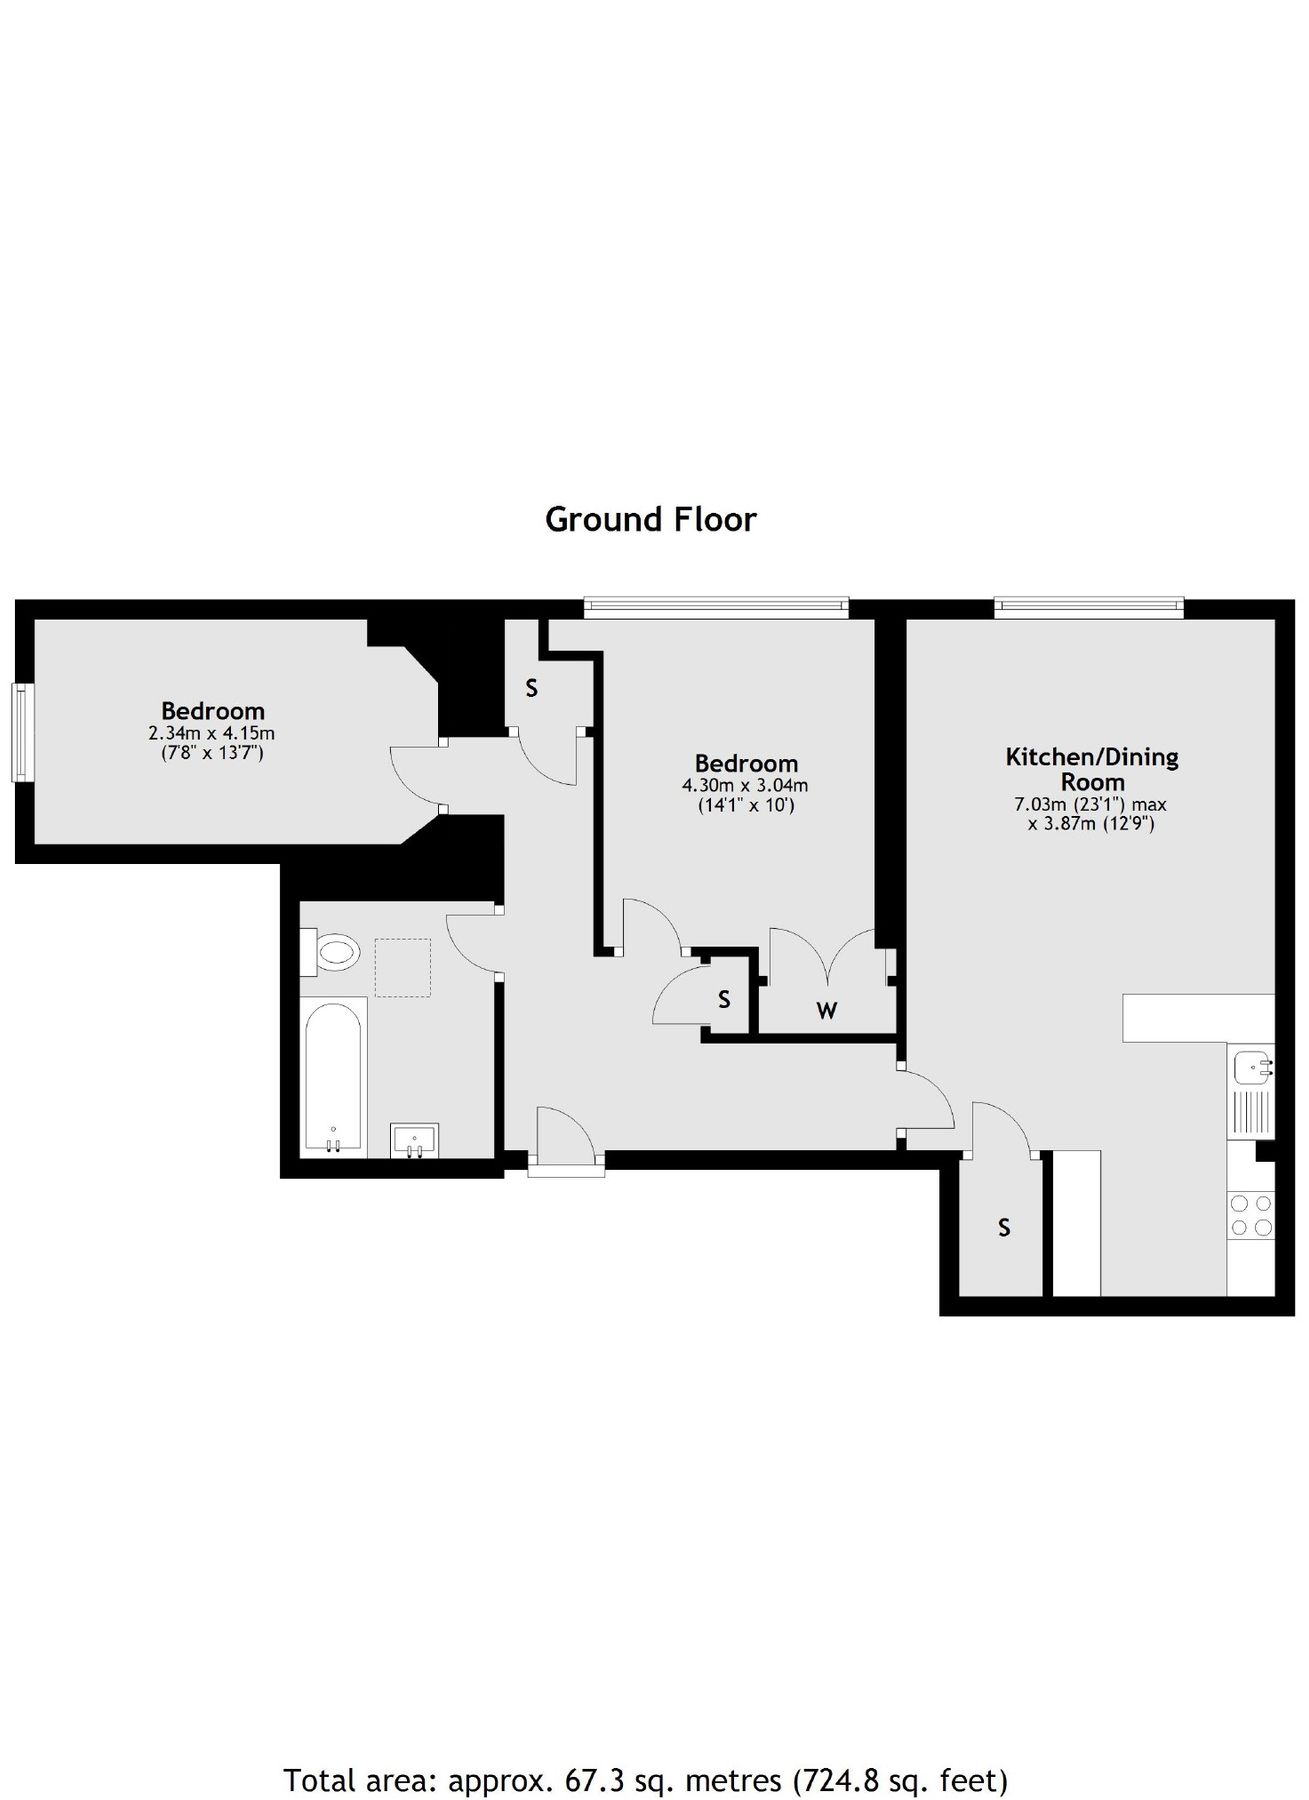 Ground Floor
S
Bedroom
2.34m x 4.15m
(7'8" x 13'7")
Bedroom
4.30m x 3.04m
(14'1" x 10')
Kitchen/Dining
Room
7.03m (23'1") max
x 3.87m (12'9")
S
W
S
Total area: approx. 67.3 sq. metres (724.8 sq. feet)